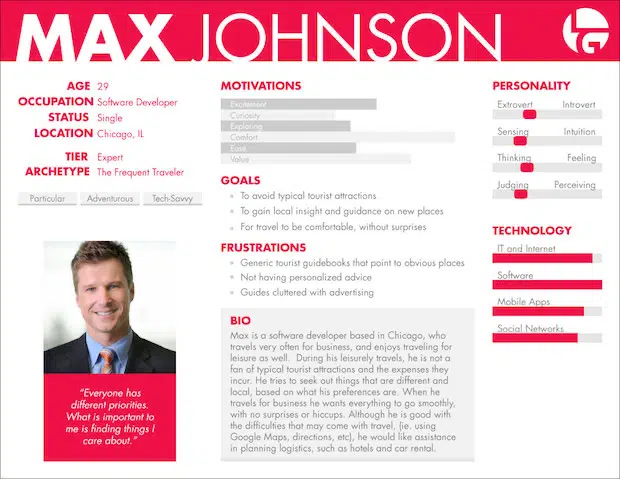 MAX JOHNSON
AGE 29
OCCUPATION Software Developer
STATUS Single
LOCATION Chicago, IL
TIER Expert
ARCHETYPE The Frequent Traveler
Particular
Adventurous
Tech-Savvy
"Everyone has
different priorities.
What is important to
me is finding things I
care about."
MOTIVATIONS
Excitement
Curiosity
Exploring
Comfort
Ease
Value
GOALS
To avoid typical tourist attractions
To gain local insight and guidance on new places
For travel to be comfortable, without surprises
FRUSTRATIONS
Generic tourist guidebooks that point to obvious places
Not having personalized advice
Guides cluttered with advertising
BIO
Max is a software developer based in Chicago, who
travels very often for business, and enjoys traveling for
leisure as well. During his leisurely travels, he is not a
fan of typical tourist attractions and the expenses they
incur. He tries to seek out things that are different and
local, based on what his preferences are. When he
travels for business he wants everything to go smoothly,
with no surprises or hiccups. Although he is good with
the difficulties that may come with travel, (ie. using
Google Maps, directions, etc), he would like assistance
in planning logistics, such as hotels and car rental.
PERSONALITY
Extrovert Introvert
Sensing Intuition
Thinking Feeling
Judging Perceiving
TECHNOLOGY
IT and Internet
Software
Mobile Apps
Social Networks